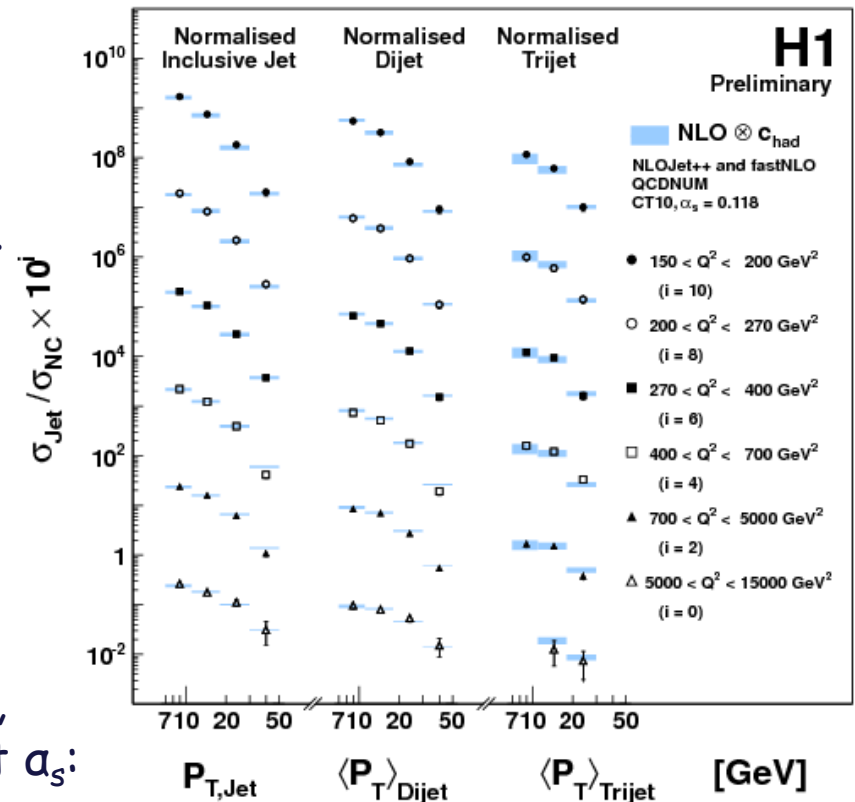 Normalised Inclusive Jet
Normalised Dijet
Normalised Trijet
H1
Preliminary
NLO ⊗ c_had
NLOJet++ and fastNLO
QCDNUM
CT10, α_s = 0.118
150 < Q² < 200 GeV²
(i = 10)
200 < Q² < 270 GeV²
(i = 8)
270 < Q² < 400 GeV²
(i = 6)
400 < Q² < 700 GeV²
(i = 4)
700 < Q² < 5000 GeV²
(i = 2)
5000 < Q² < 15000 GeV²
(i = 0)
σ_Jet/σ_NC × 10^i
10^10
10^8
10^6
10^4
10^2
1
10^-2
7 10 20 50
7 10 20 50
7 10 20 50
P_T,Jet
⟨P_T⟩_Dijet
⟨P_T⟩_Trijet
[GeV]
α_s: